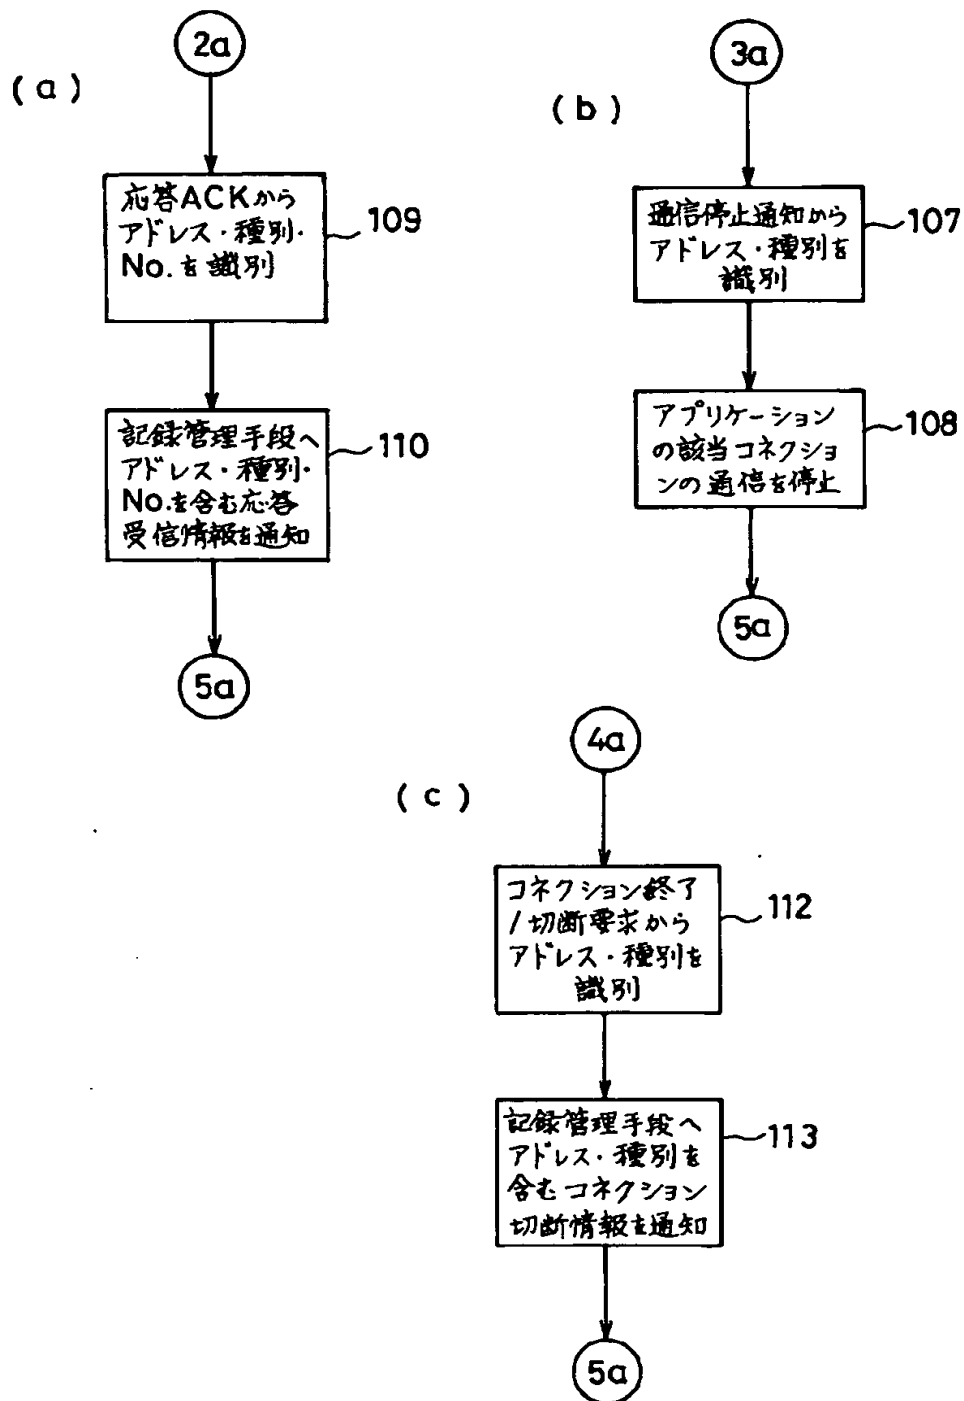 (a)
2a
応答ACKから
アドレス・種別・
No.を識別
109
記録管理手段へ
アドレス・種別・
No.を含む応答
受信情報を通知
110
5a
(b)
3a
通信停止通知から
アドレス・種別を
識別
107
アプリケーション
の該当コネクショ
ンの通信を停止
108
5a
(c)
4a
コネクション終了
/切断要求から
アドレス・種別を
識別
112
記録管理手段へ
アドレス・種別を
含むコネクション
切断情報を通知
113
5a